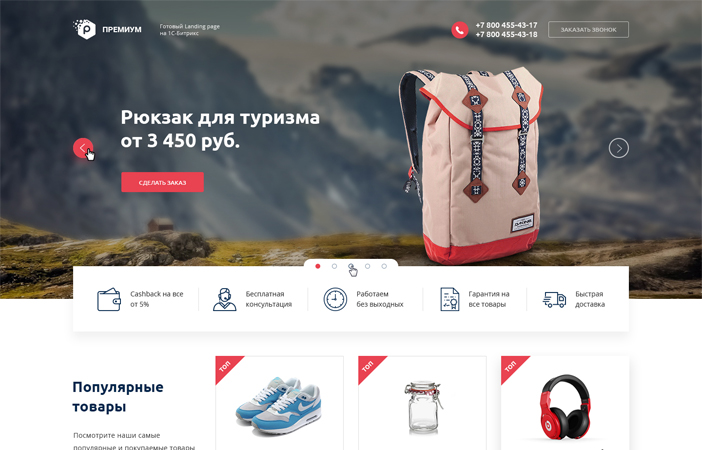 ПРЕМИУМ
Готовый Landing page
на 1С-Битрикс
+7 800 455-43-17
+7 800 455-43-18
ЗАКАЗАТЬ ЗВОНОК
Рюкзак для туризма
от 3 450 руб.
СДЕЛАТЬ ЗАКАЗ
DAKINE
Cashback на все
от 5%
Бесплатная
консультация
Работаем
без выходных
Гарантия на
все товары
Быстрая
доставка
Популярные
товары
Посмотрите наши самые
популярные и покупаемые товары
ТОП
ТОП
ТОП